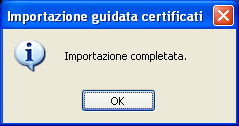 Importazione guidata certificati
Importazione completata.
OK